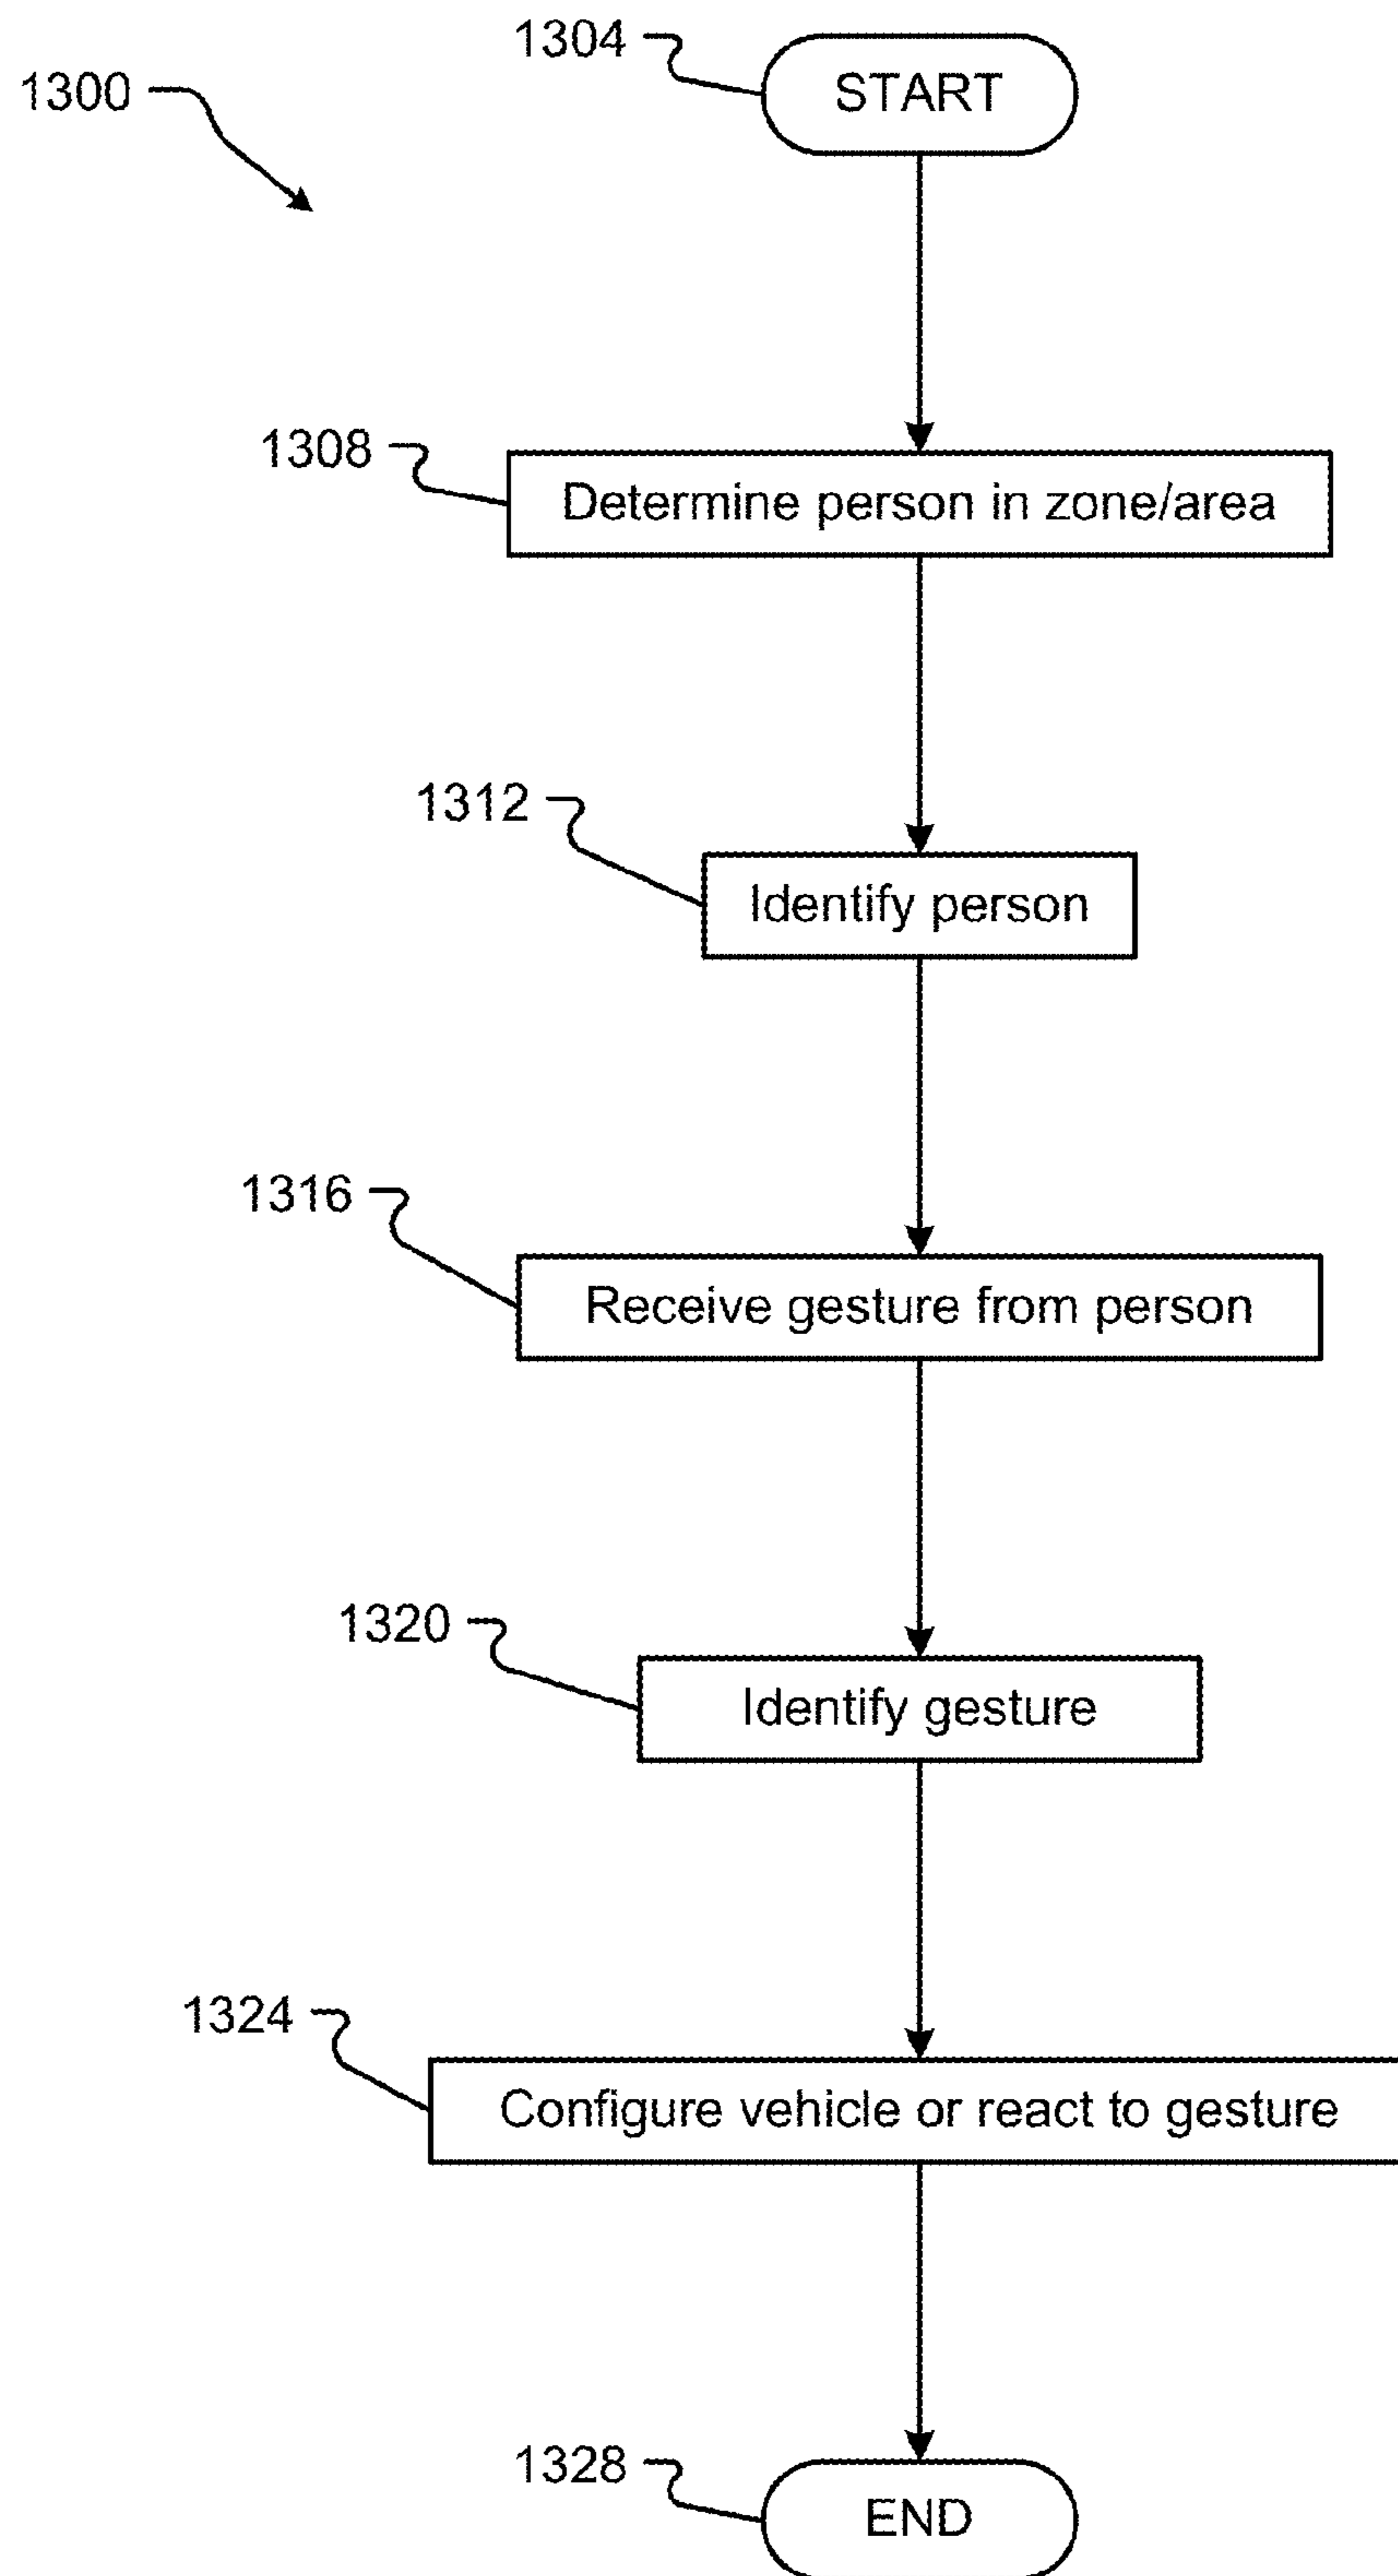 1300
1304
START
1308
Determine person in zone/area
1312
Identify person
1316
Receive gesture from person
1320
Identify gesture
1324
Configure vehicle or react to gesture
1328
END